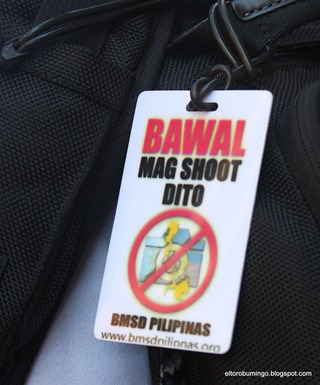 BAWAL
MAG SHOOT
DITO
BMSD PILIPINAS
www.bmsdpilipinas.org
eltorobumingo.blogspot.com